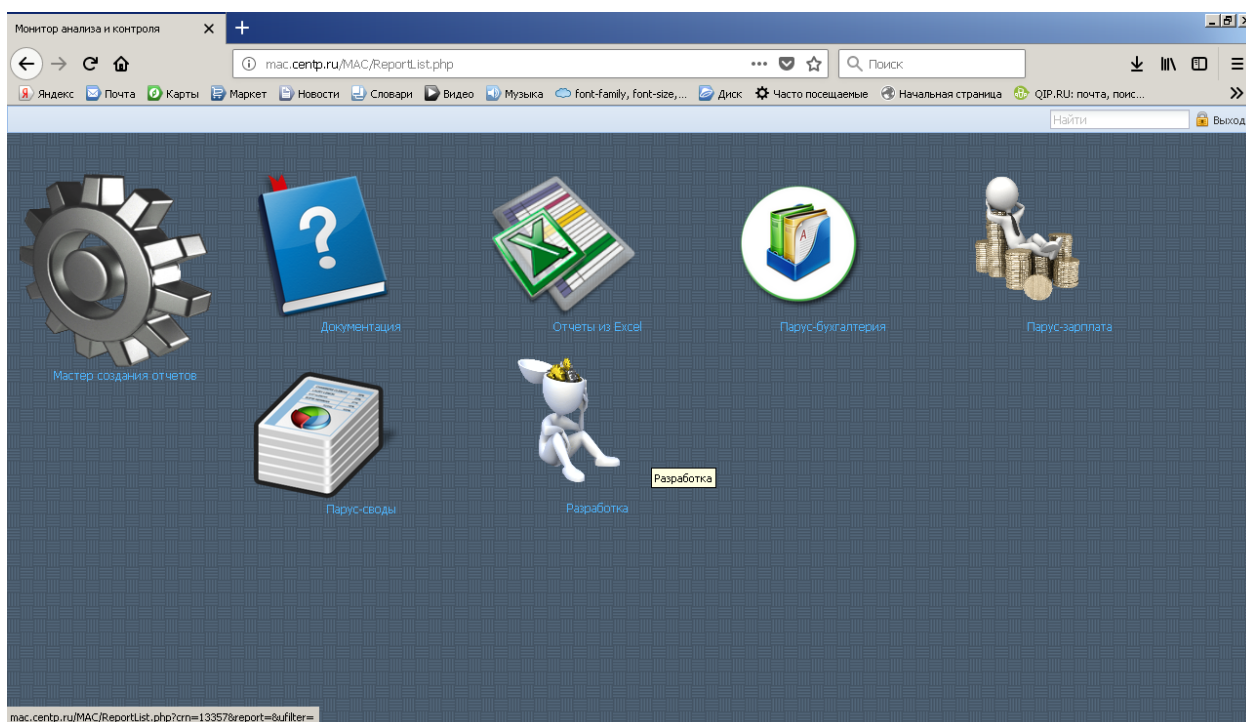 Монитор анализа и контроля
mac.centp.ru/MAC/ReportList.php
Поиск
Яндекс Почта Карты Маркет Новости Словари Видео Музыка font-family, font-size,... Диск Часто посещаемые Начальная страница QIP.RU: почта, поис...
Найти Выход
Документация Отчеты из Excel Парус-бухгалтерия Парус-зарплата
Мастер создания отчетов
Разработка
Парус-своды Разработка
mac.centp.ru/MAC/ReportList.php?crn=13357&report=&ufilter=